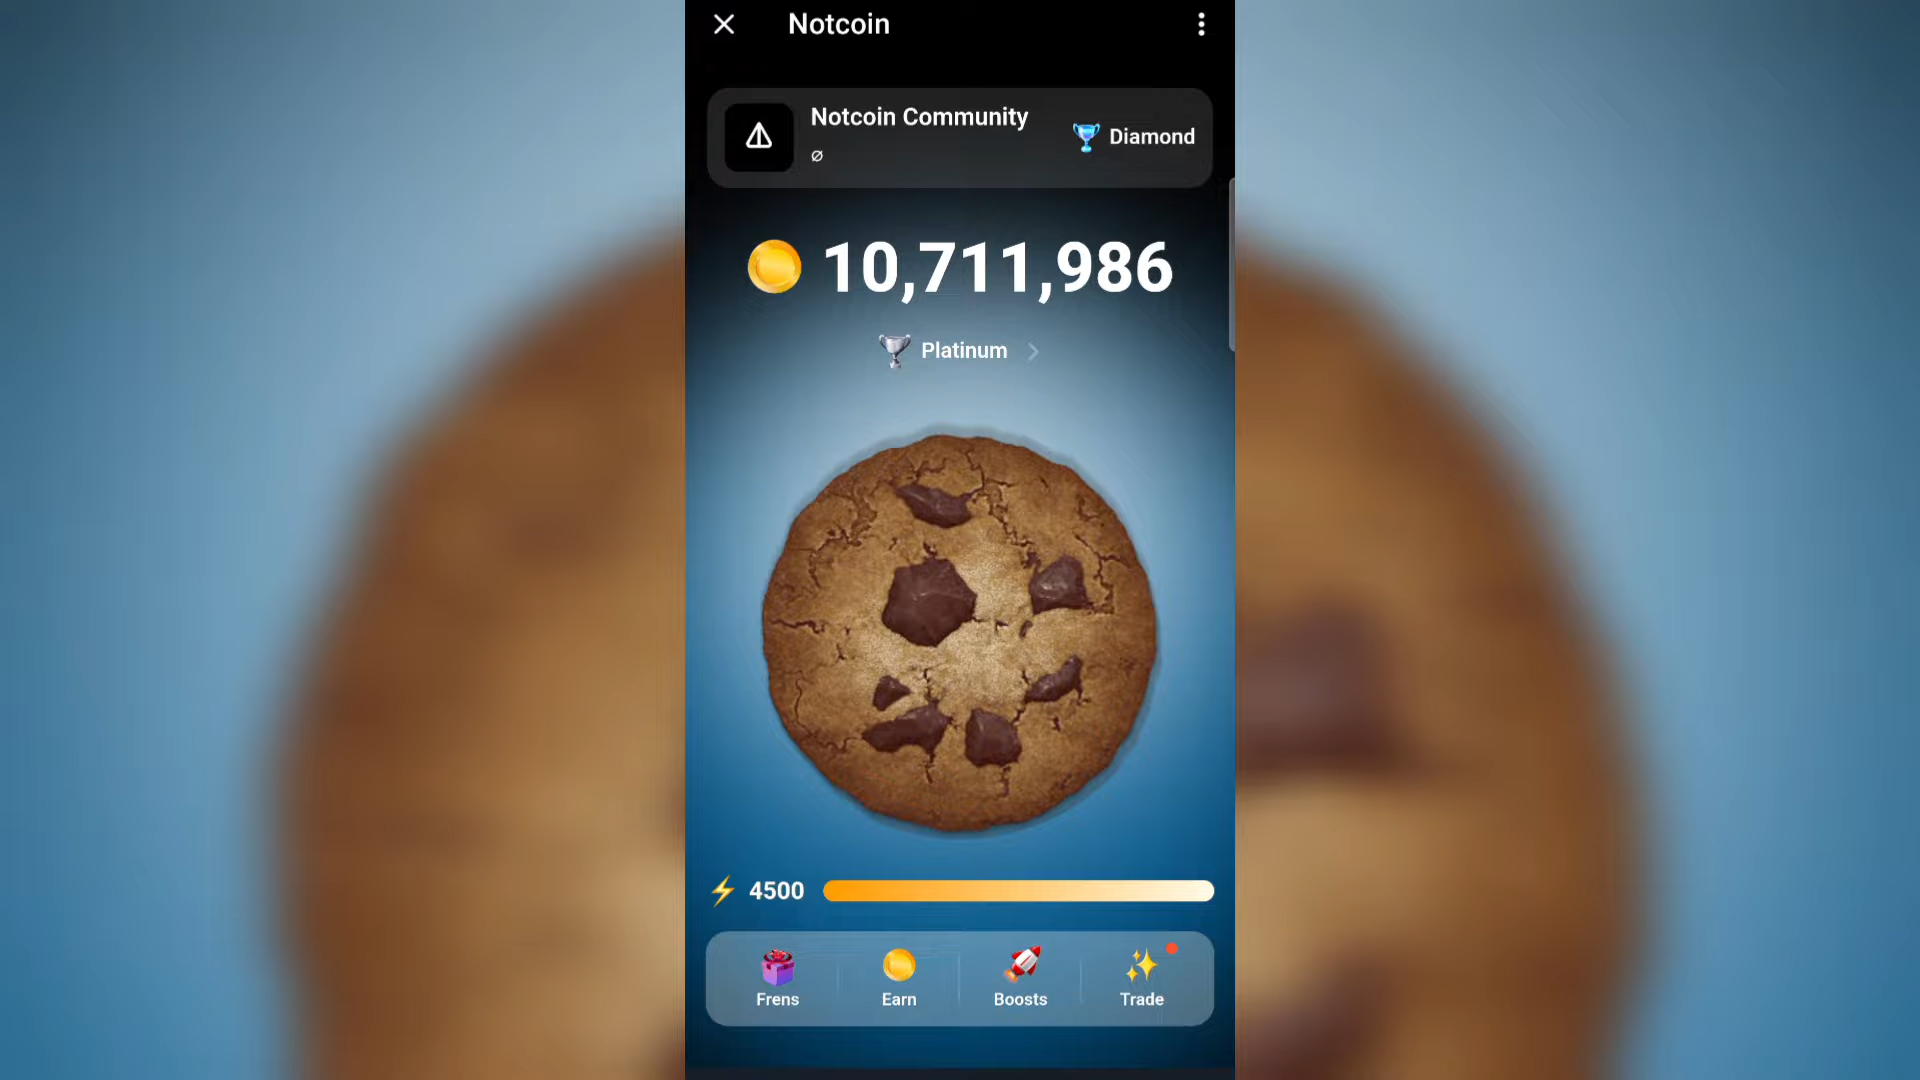 Notcoin
Notcoin Community
Ø
Diamond
10,711,986
Platinum
4500
Frens
Earn
Boosts
Trade